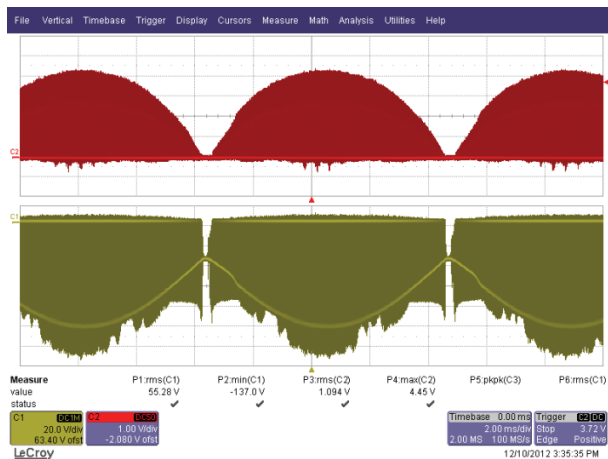 File Vertical Timebase Trigger Display Cursors Measure Math Analysis Utilities Help
C2
C1
Measure P1:rms(C1) P2:min(C1) P3:rms(C2) P4:max(C2) P5:pkpk(C3) P6:rms(C1)
value 55.28 V -137.0 V 1.094 V 4.45 V
status
C1 DC1M
20.0 V/div
63.40 V ofst
C2 DC50
1.00 V/div
-2.080 V ofst
Timebase 0.00 ms
2.00 ms/div
2.00 MS 100 MS/s
Trigger C2 DC
Stop 3.72 V
Edge Positive
LeCroy
12/10/2012 3:35:35 PM